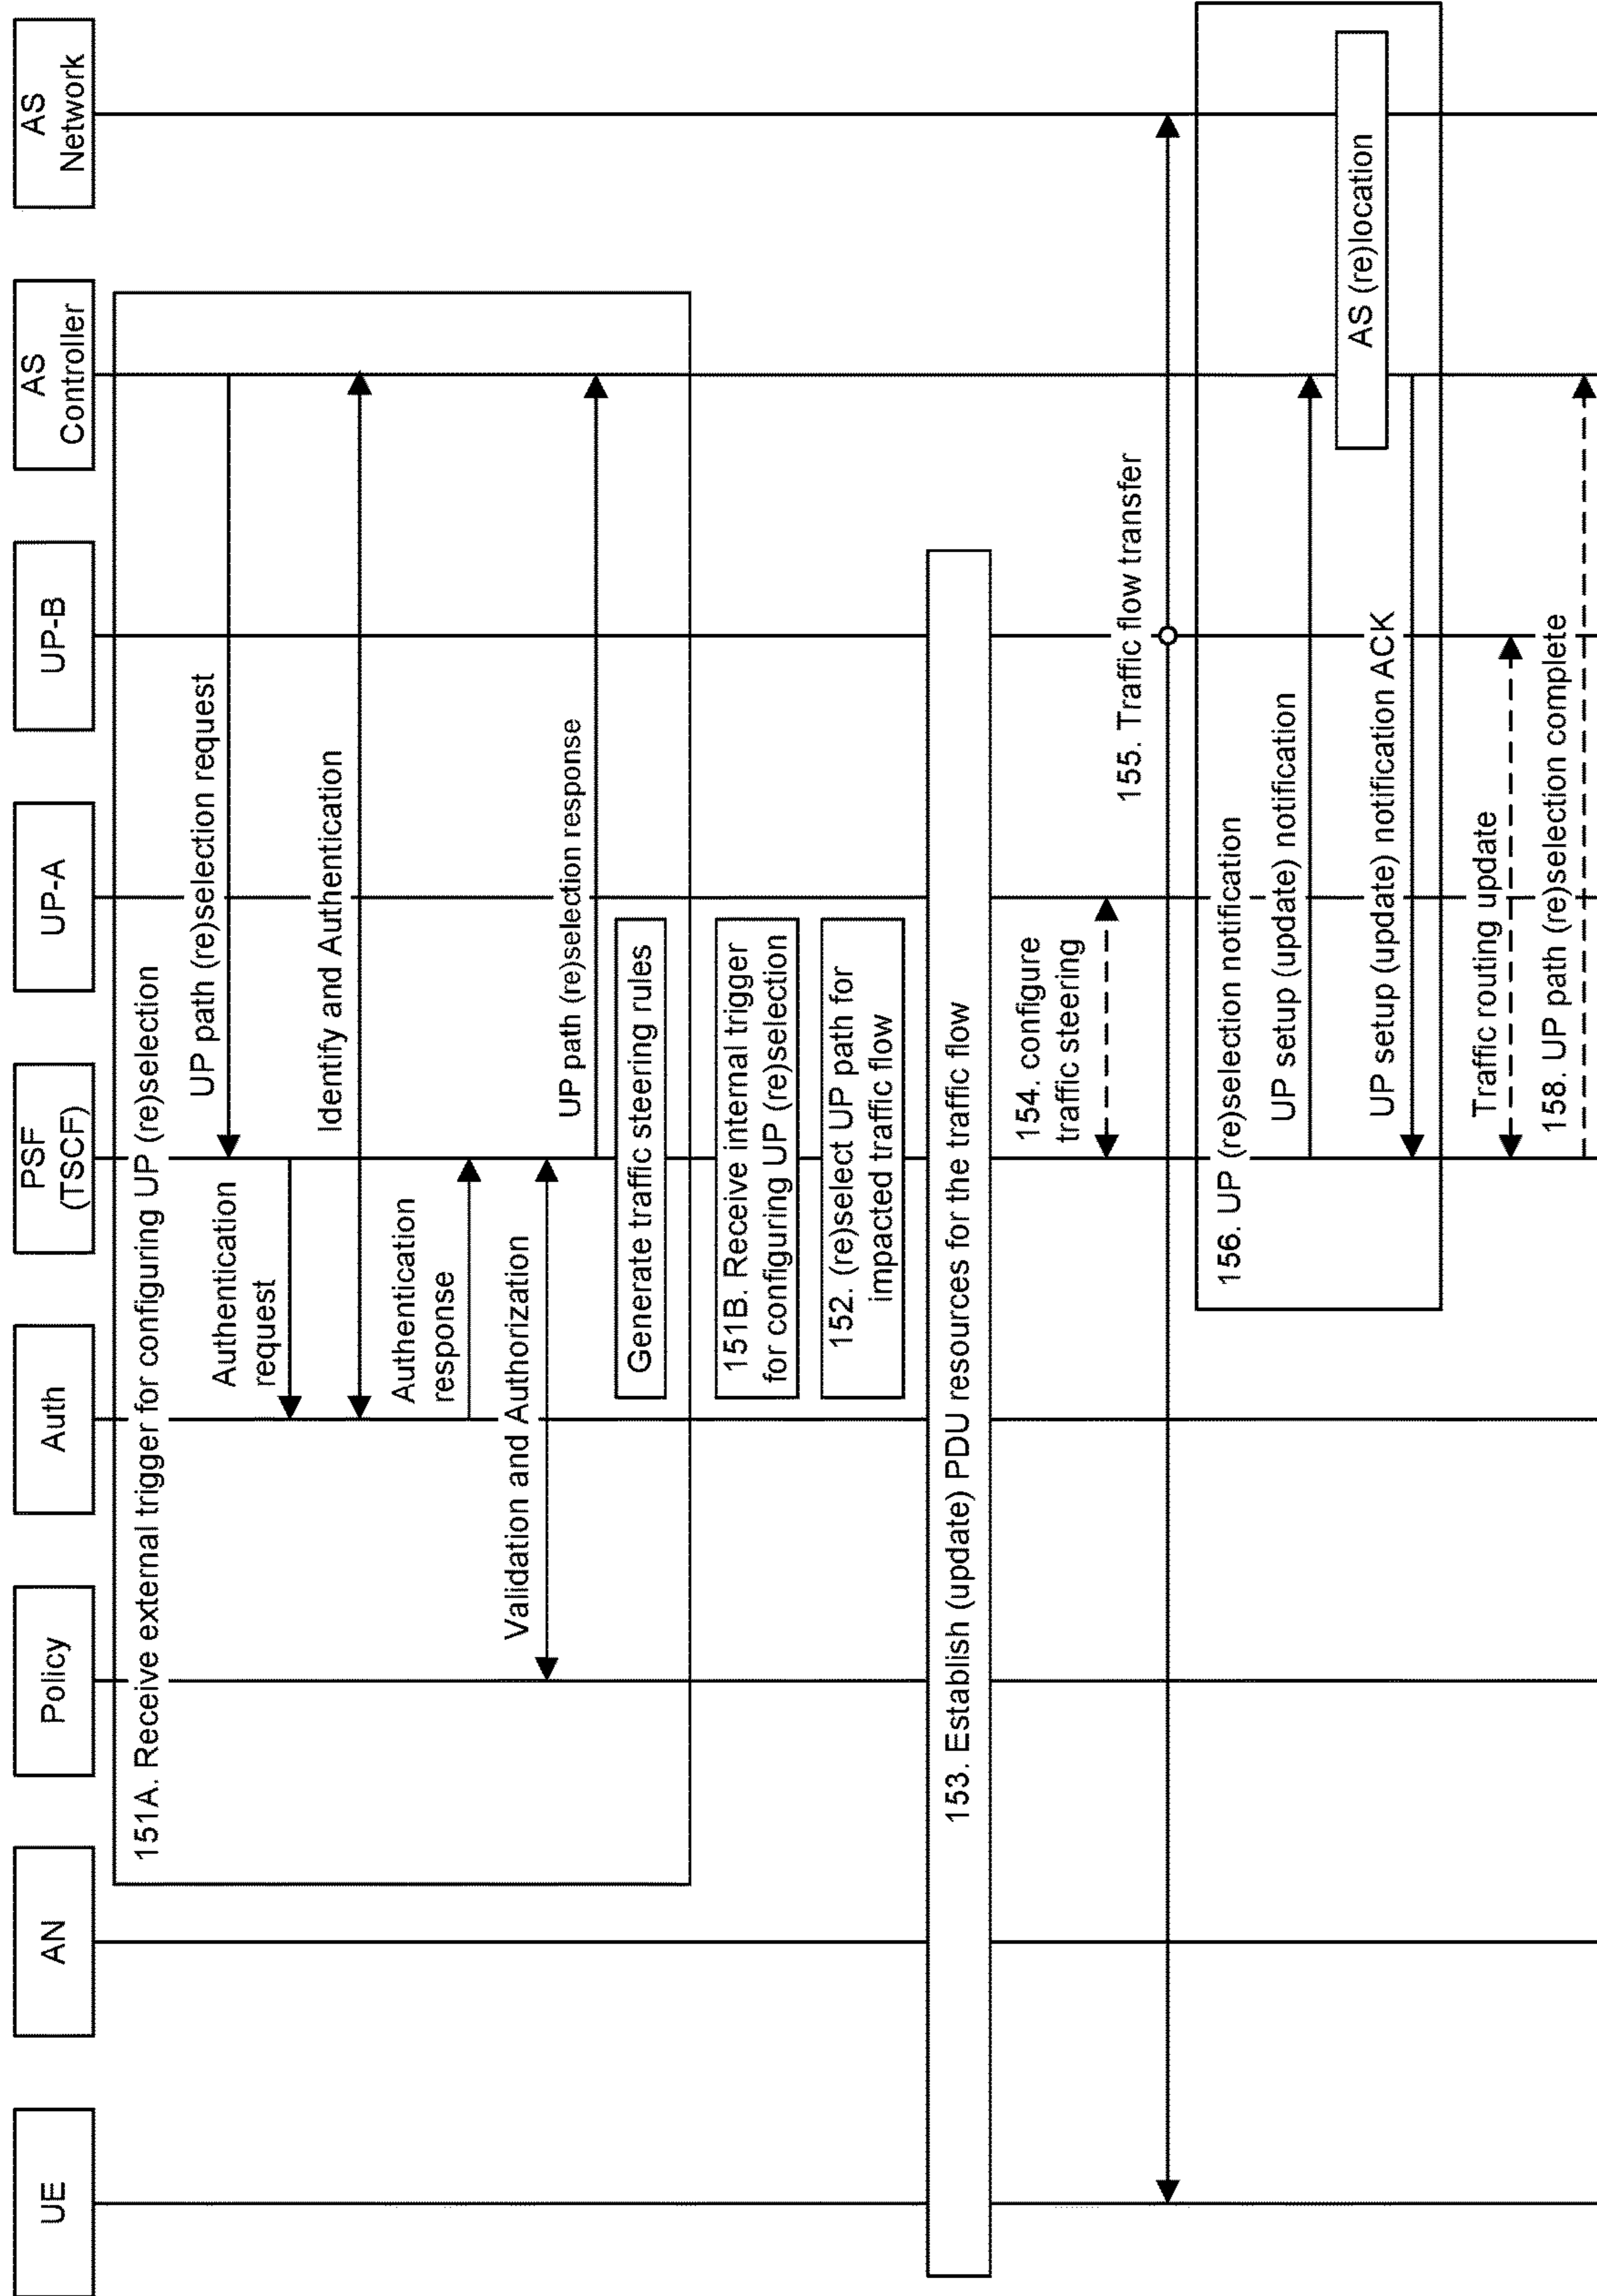 UE
AN
Policy
Auth
PSF
(TSCF)
UP-A
UP-B
AS
Controller
AS
Network
151A. Receive external trigger for configuring UP (re)selection
UP path (re)selection request
Authentication
request
Identify and Authentication
Authentication
response
Validation and Authorization
UP path (re)selection response
Generate traffic steering rules
151B. Receive internal trigger
for configuring UP (re)selection
152. (re)select UP path for
impacted traffic flow
153. Establish (update) PDU resources for the traffic flow
154. configure
traffic steering
155. Traffic flow transfer
156. UP (re)selection notification
UP setup (update) notification
AS (re)location
UP setup (update) notification ACK
Traffic routing update
158. UP path (re)selection complete